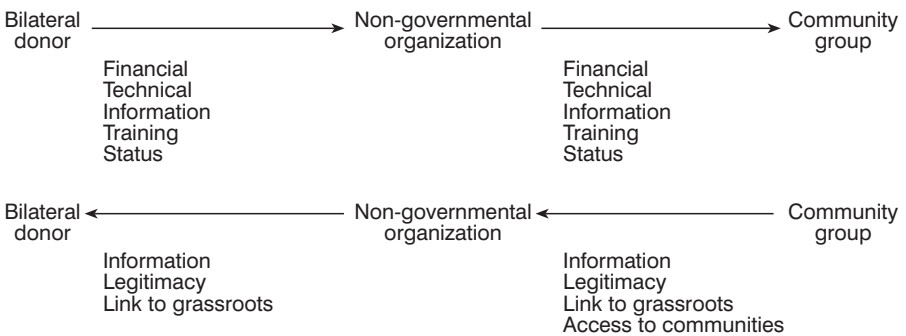 Bilateral
donor
Non-governmental
organization
Community
group
Financial
Technical
Information
Training
Status
Financial
Technical
Information
Training
Status
Bilateral
donor
Non-governmental
organization
Community
group
Information
Legitimacy
Link to grassroots
Information
Legitimacy
Link to grassroots
Access to communities